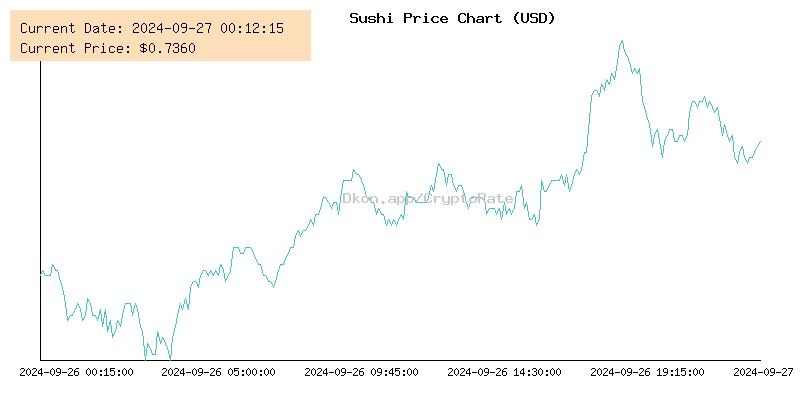 Sushi Price Chart (USD)
Current Date: 2024-09-27 00:12:15
Current Price: $0.7360
Dkon.app/CryptoRate
2024-09-26 00:15:00
2024-09-26 05:00:00
2024-09-26 09:45:00
2024-09-26 14:30:00
2024-09-26 19:15:00
2024-09-27